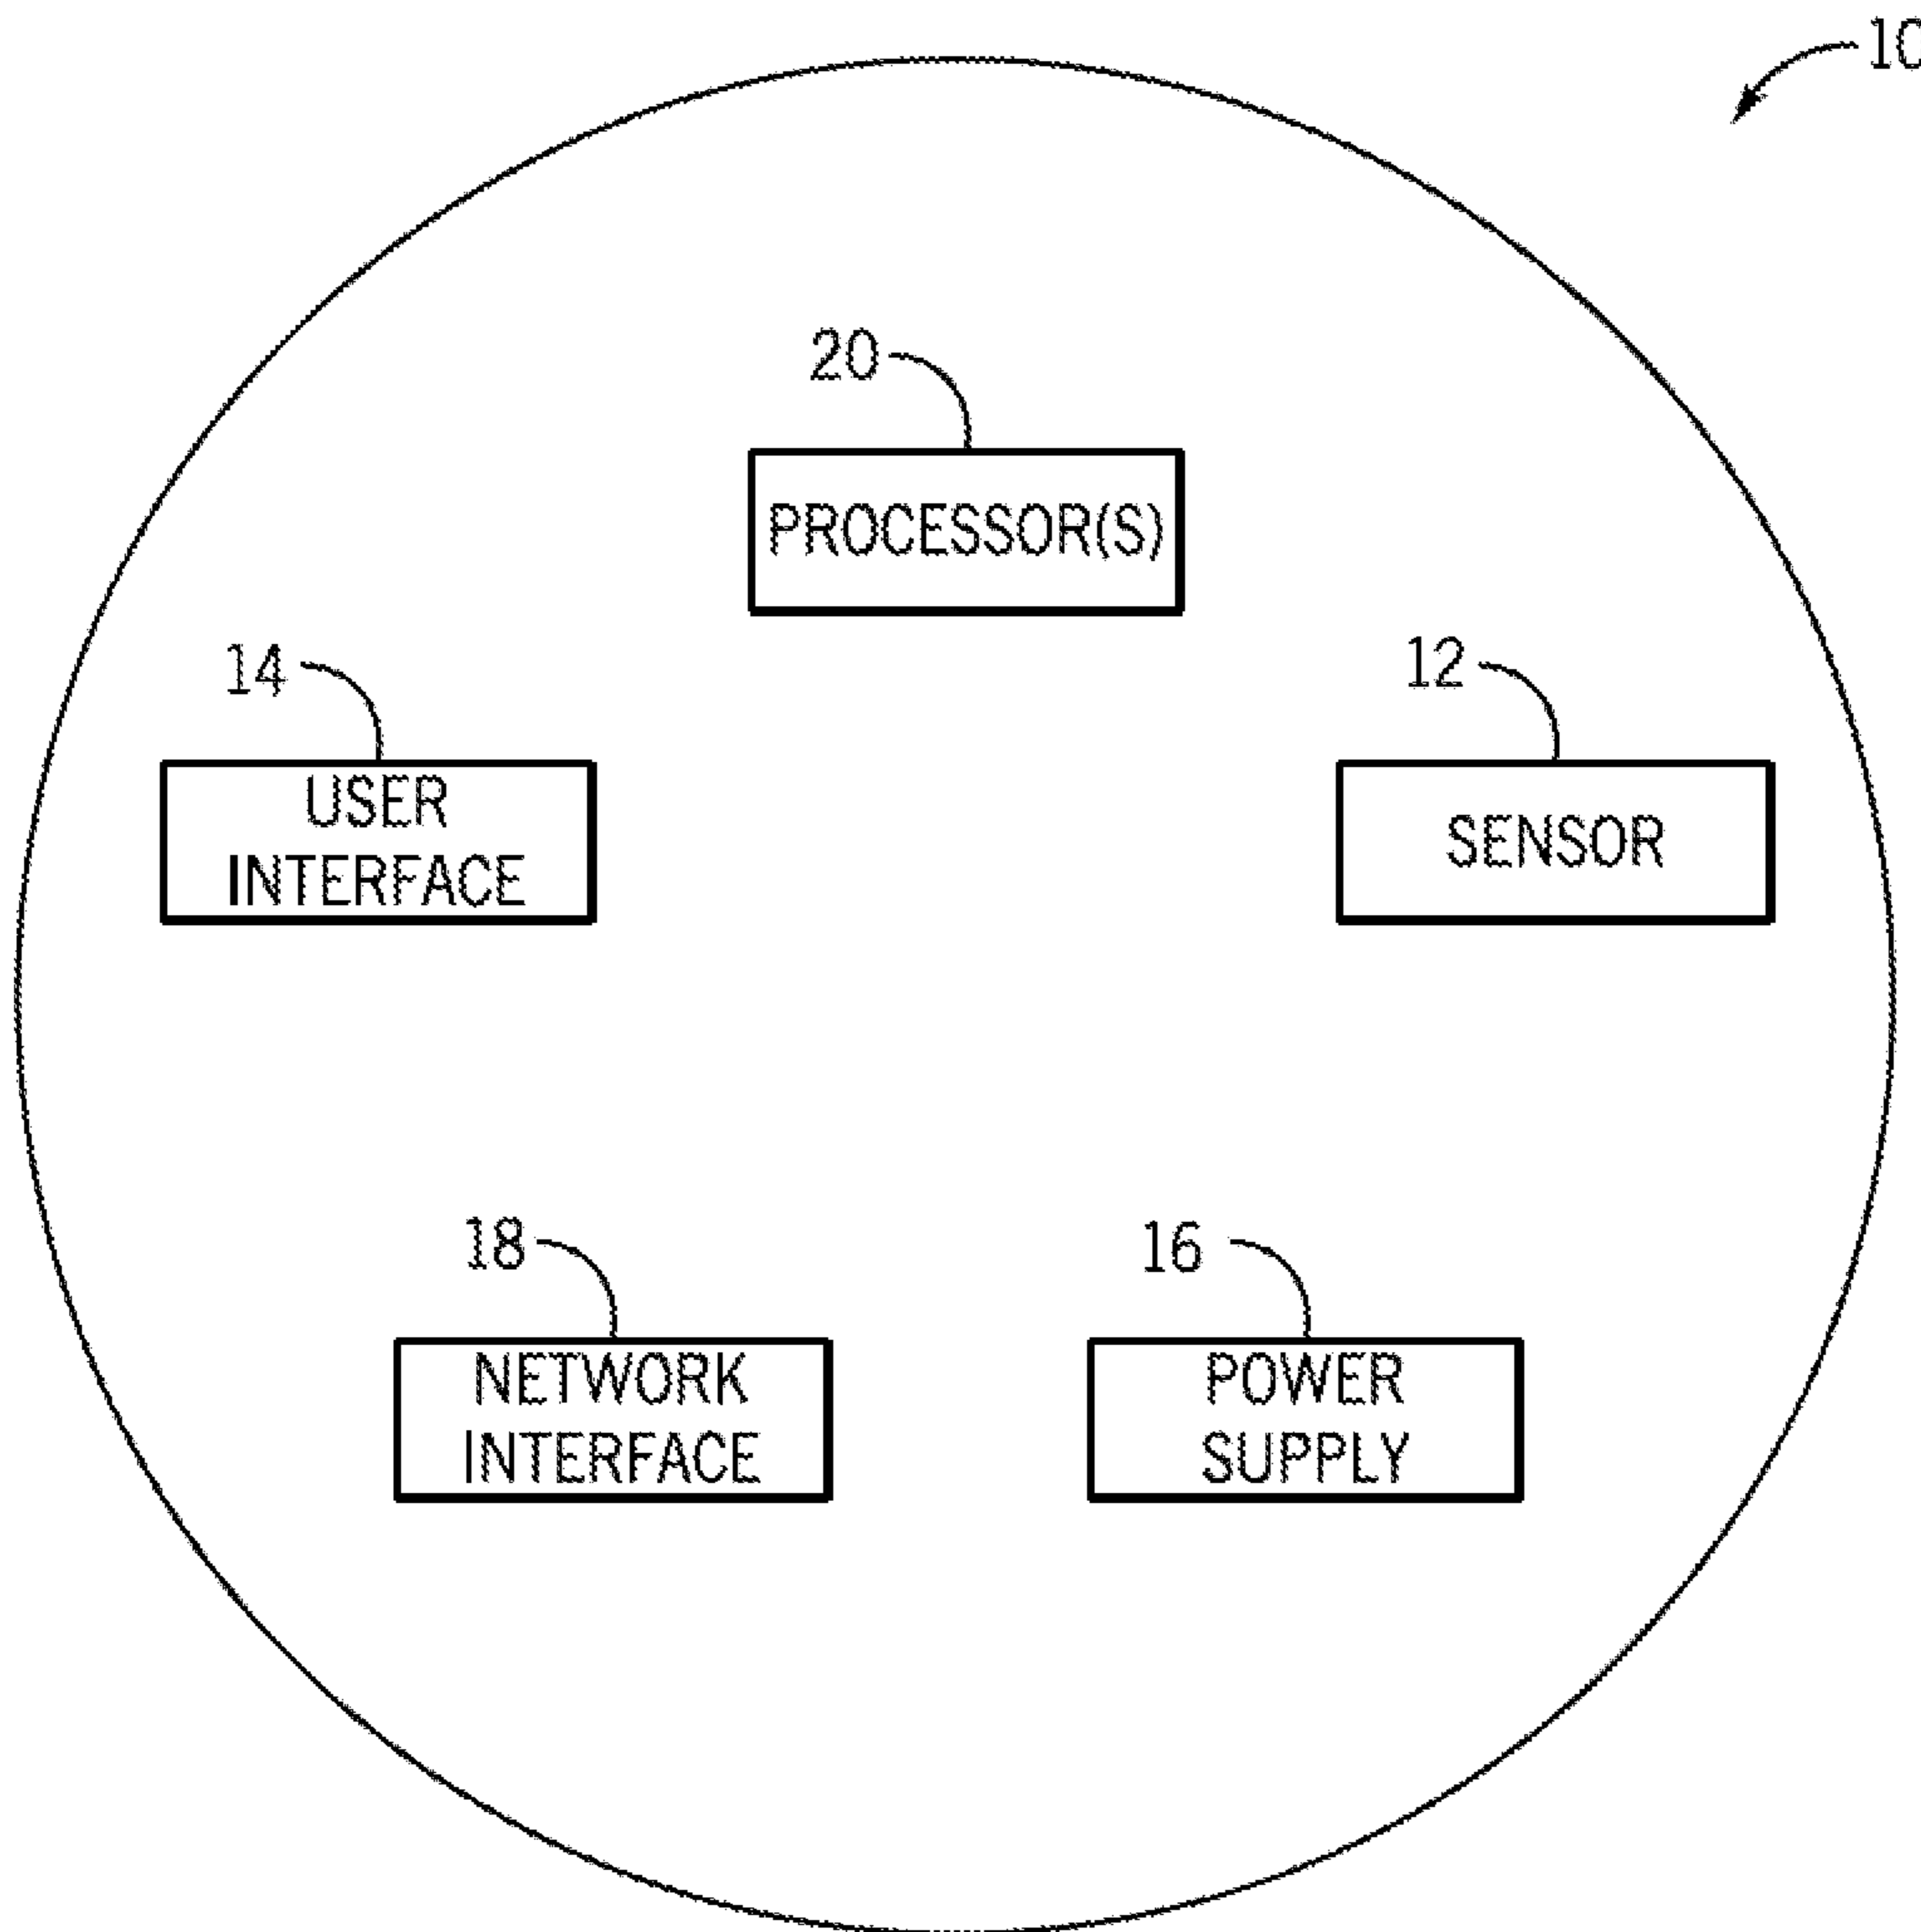 10
20
PROCESSOR(S)
14
USER
INTERFACE
12
SENSOR
18
NETWORK
INTERFACE
16
POWER
SUPPLY